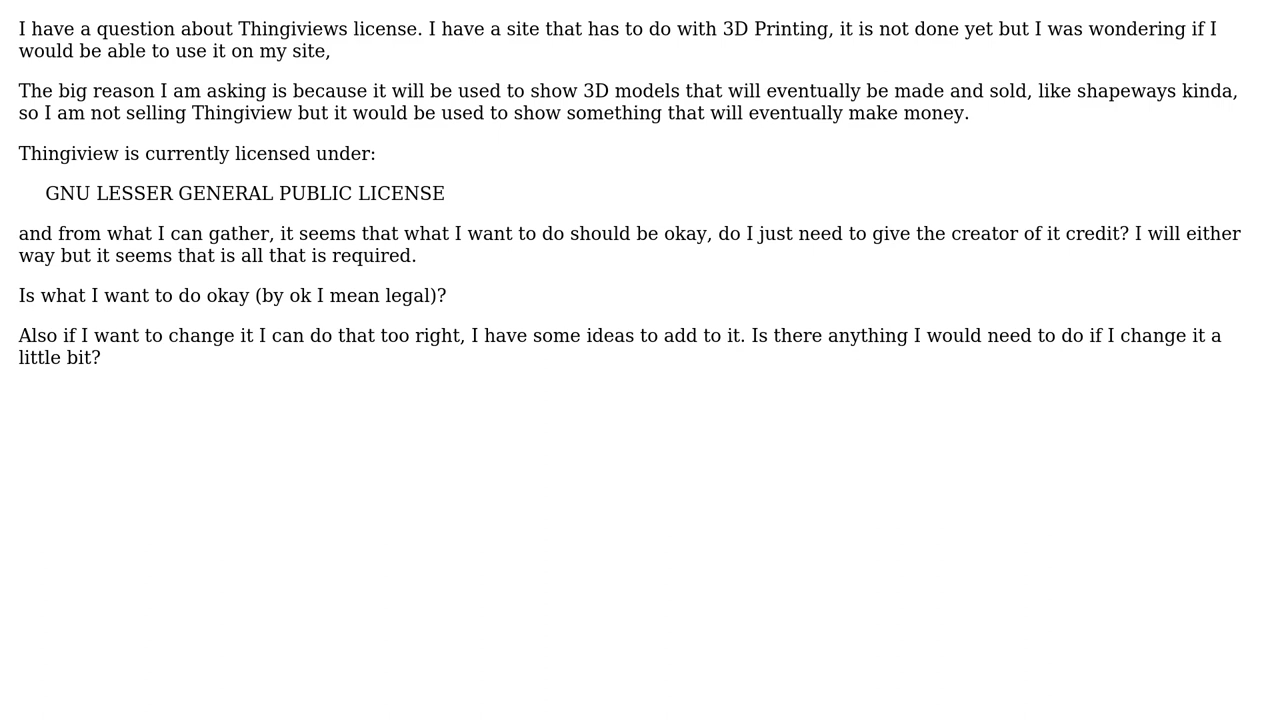 I have a question about Thingiviews license. I have a site that has to do with 3D Printing, it is not done yet but I was wondering if I
would be able to use it on my site,
The big reason I am asking is because it will be used to show 3D models that will eventually be made and sold, like shapeways kinda,
so I am not selling Thingiview but it would be used to show something that will eventually make money.
Thingiview is currently licensed under:
GNU LESSER GENERAL PUBLIC LICENSE
and from what I can gather, it seems that what I want to do should be okay, do I just need to give the creator of it credit? I will either
way but it seems that is all that is required.
Is what I want to do okay (by ok I mean legal)?
Also if I want to change it I can do that too right, I have some ideas to add to it. Is there anything I would need to do if I change it a
little bit?